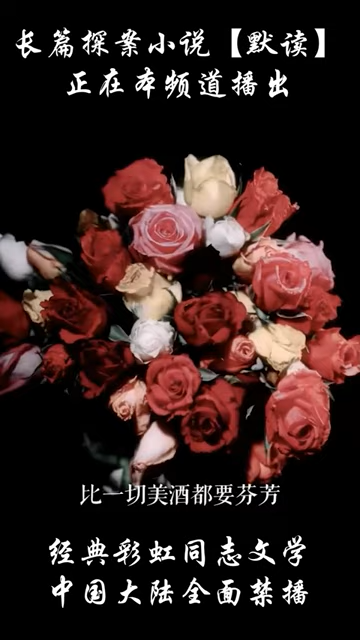 长篇探案小说【默读】
正在本频道播出
比一切美酒都要芬芳
经典彩虹同志文学
中国大陆全面禁播